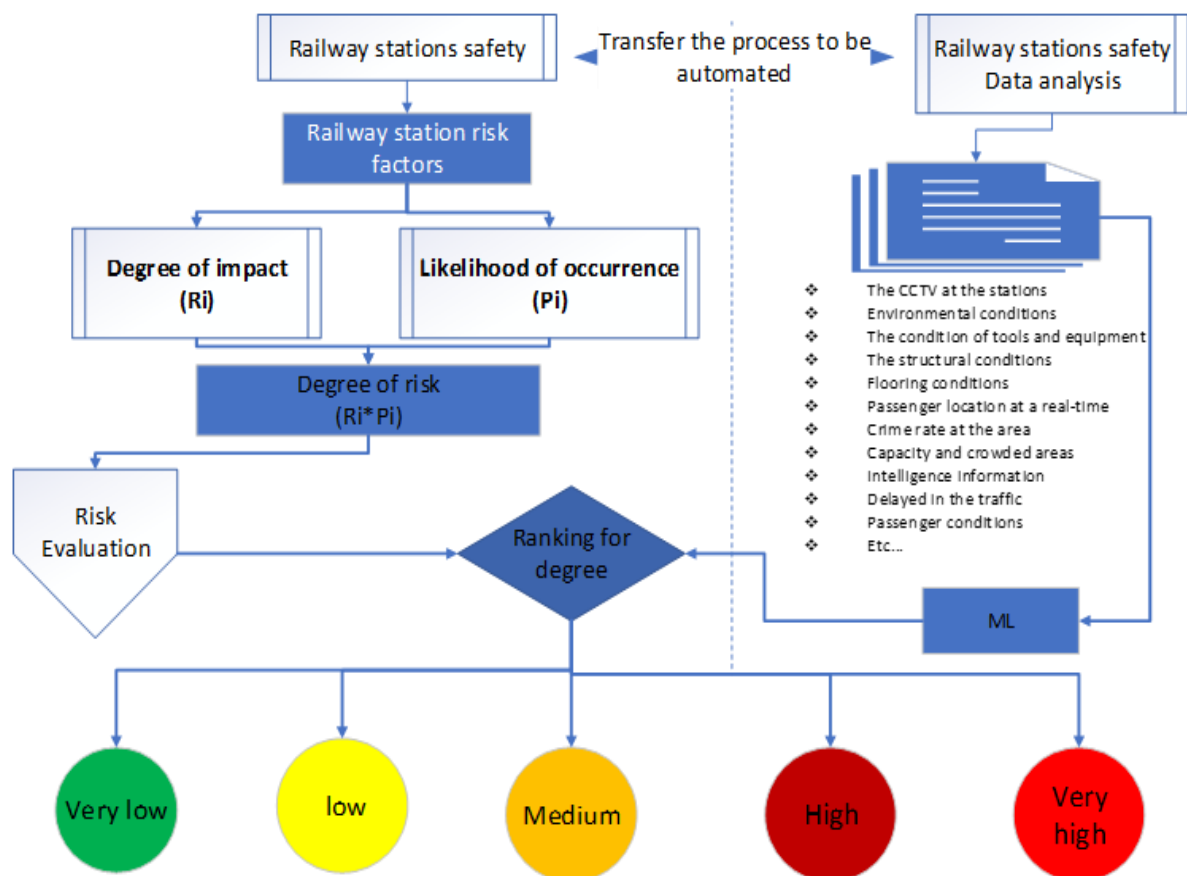 Railway stations safety
Transfer the process to be
automated
Railway stations safety
Data analysis
Railway station risk
factors
Degree of impact
(Ri)
Likelihood of occurrence
(Pi)
Degree of risk
(Ri*Pi)
Risk
Evaluation
Ranking for
degree
The CCTV at the stations
Environmental conditions
The condition of tools and equipment
The structural conditions
Flooring conditions
Passenger location at a real-time
Crime rate at the area
Capacity and crowded areas
Intelligence information
Delayed in the traffic
Passenger conditions
Etc...
ML
Very low
low
Medium
High
Very
high